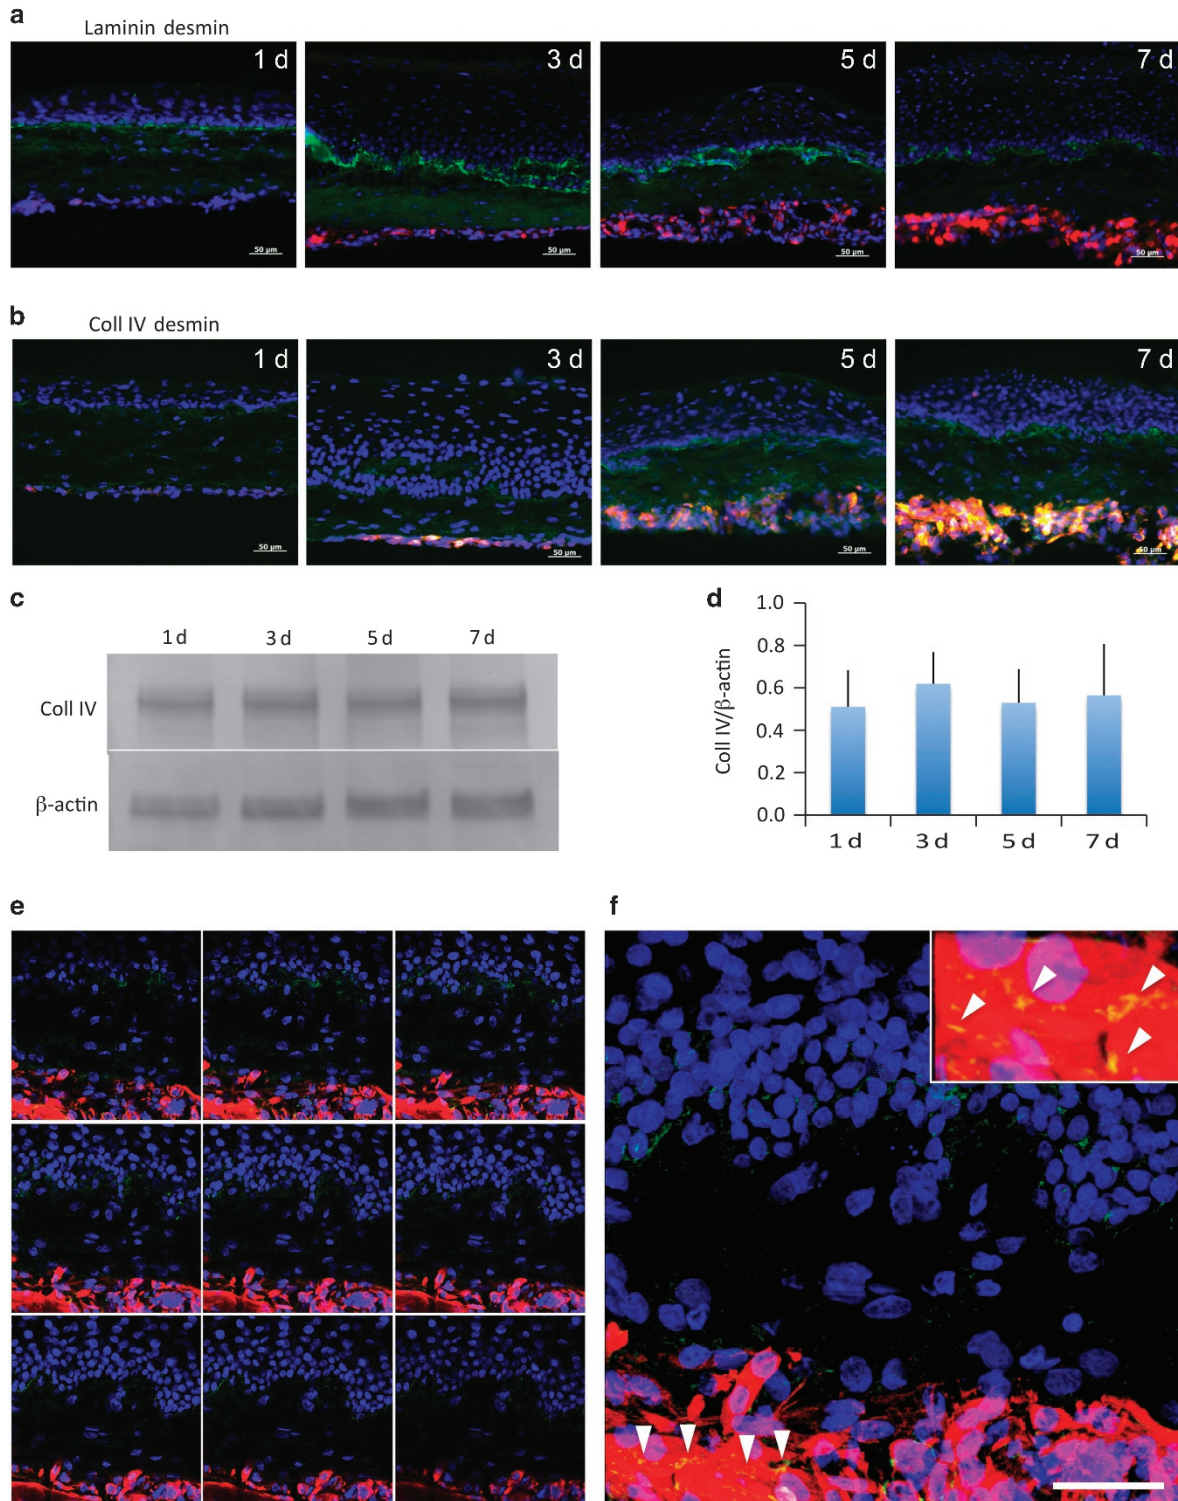 a
Laminin desmin
1 d 3 d 5 d 7 d
50 µm 50 µm 50 µm 50 µm
b
Coll IV desmin
1 d 3 d 5 d 7 d
50 µm 50 µm 50 µm 50 µm
c
1 d 3 d 5 d 7 d
Coll IV
β-actin
d
Coll IV/β-actin
1.0
0.8
0.6
0.4
0.2
0.0
1 d 3 d 5 d 7 d
e
f